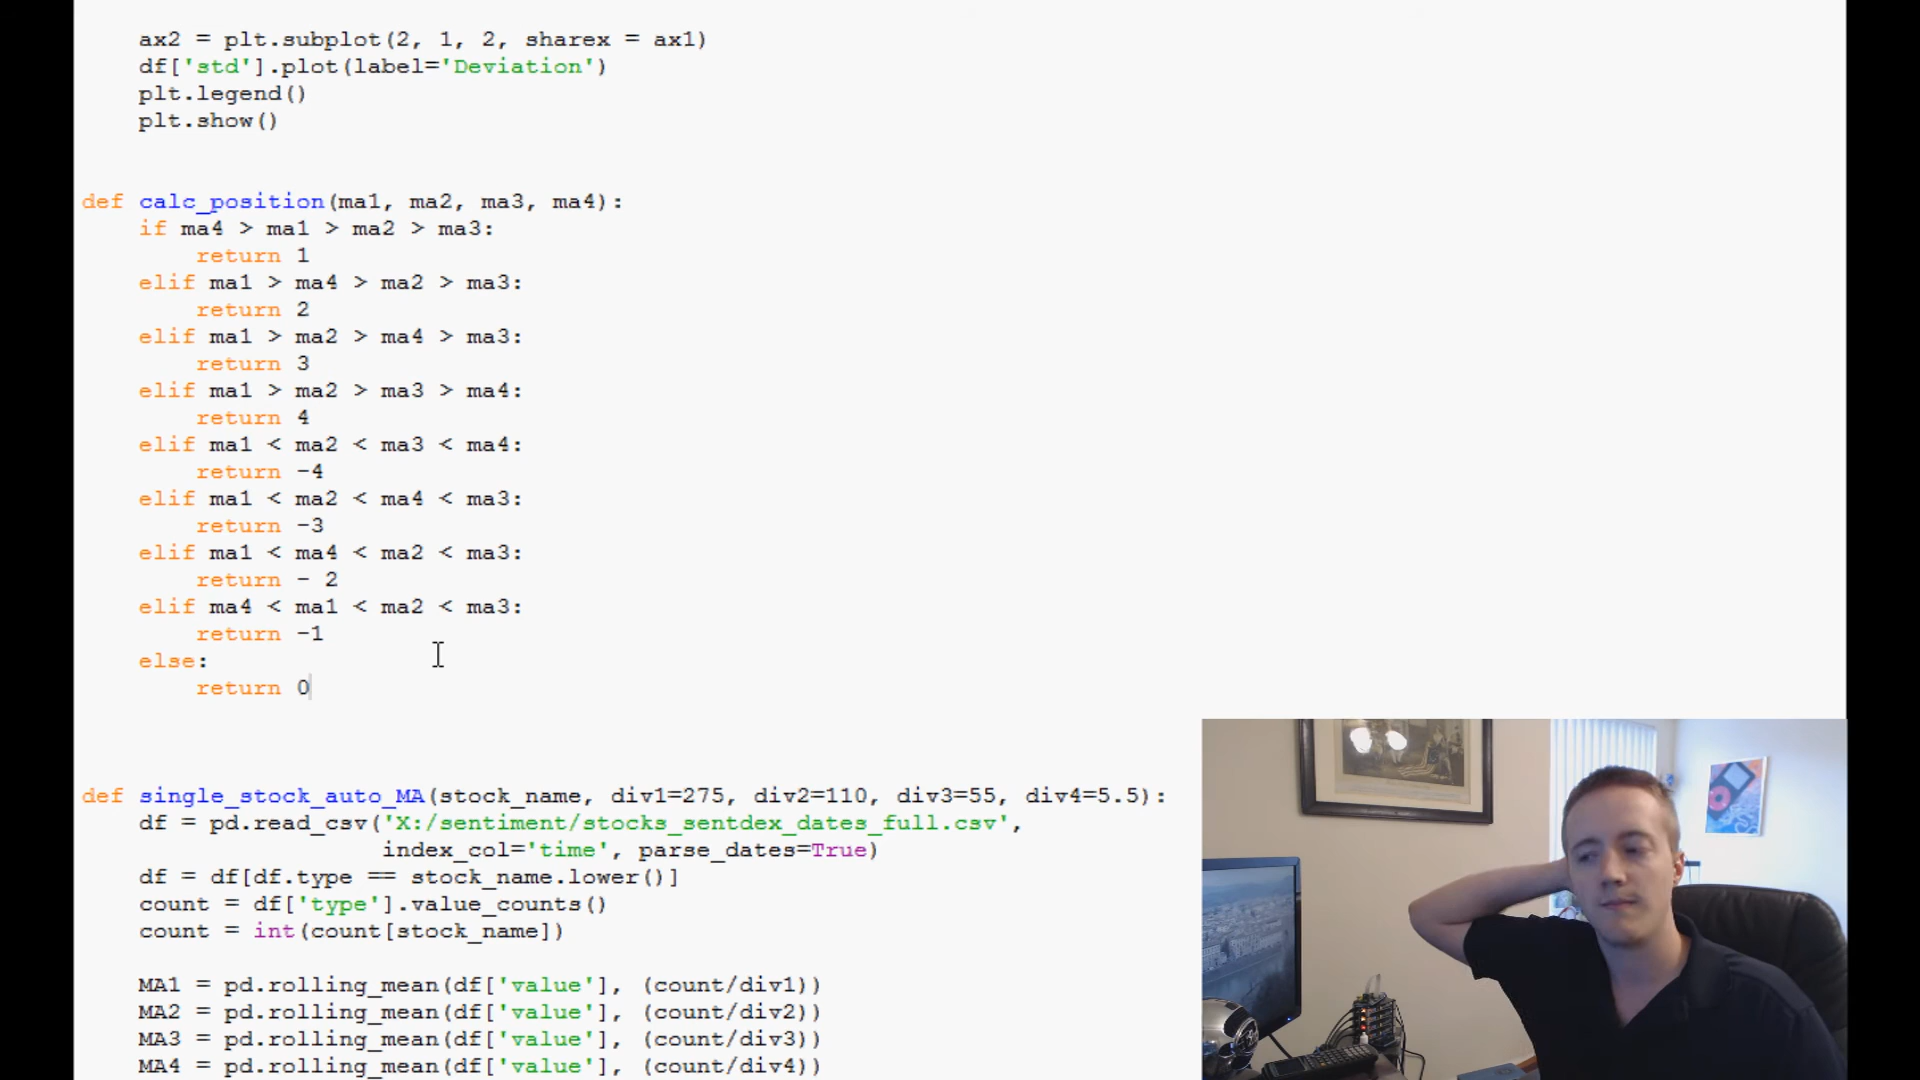 ax2 = plt.subplot(2, 1, 2, sharex = ax1)
    df['std'].plot(label='Deviation')
    plt.legend()
    plt.show()
def calc_position(ma1, ma2, ma3, ma4):
    if ma4 > ma1 > ma2 > ma3:
        return 1
    elif ma1 > ma4 > ma2 > ma3:
        return 2
    elif ma1 > ma2 > ma4 > ma3:
        return 3
    elif ma1 > ma2 > ma3 > ma4:
        return 4
    elif ma1 < ma2 < ma3 < ma4:
        return -4
    elif ma1 < ma2 < ma4 < ma3:
        return -3
    elif ma1 < ma4 < ma2 < ma3:
        return - 2
    elif ma4 < ma1 < ma2 < ma3:
        return -1
    else:
        return 0
def single_stock_auto_MA(stock_name, div1=275, div2=110, div3=55, div4=5.5):
    df = pd.read_csv('X:/sentiment/stocks_sentdex_dates_full.csv',
                     index_col='time', parse_dates=True)
    df = df[df.type == stock_name.lower()]
    count = df['type'].value_counts()
    count = int(count[stock_name])
    MA1 = pd.rolling_mean(df['value'], (count/div1))
    MA2 = pd.rolling_mean(df['value'], (count/div2))
    MA3 = pd.rolling_mean(df['value'], (count/div3))
    MA4 = pd.rolling_mean(df['value'], (count/div4))